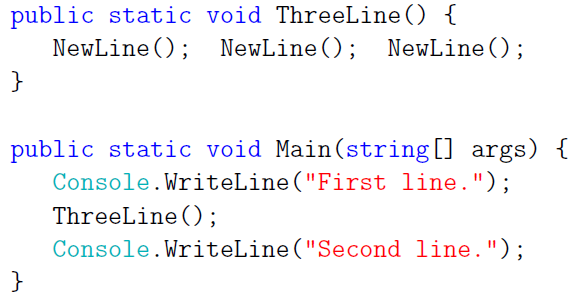 public static void ThreeLine() {
   NewLine();  NewLine();  NewLine();
}

public static void Main(string[] args) {
   Console.WriteLine("First line.");
   ThreeLine();
   Console.WriteLine("Second line.");
}